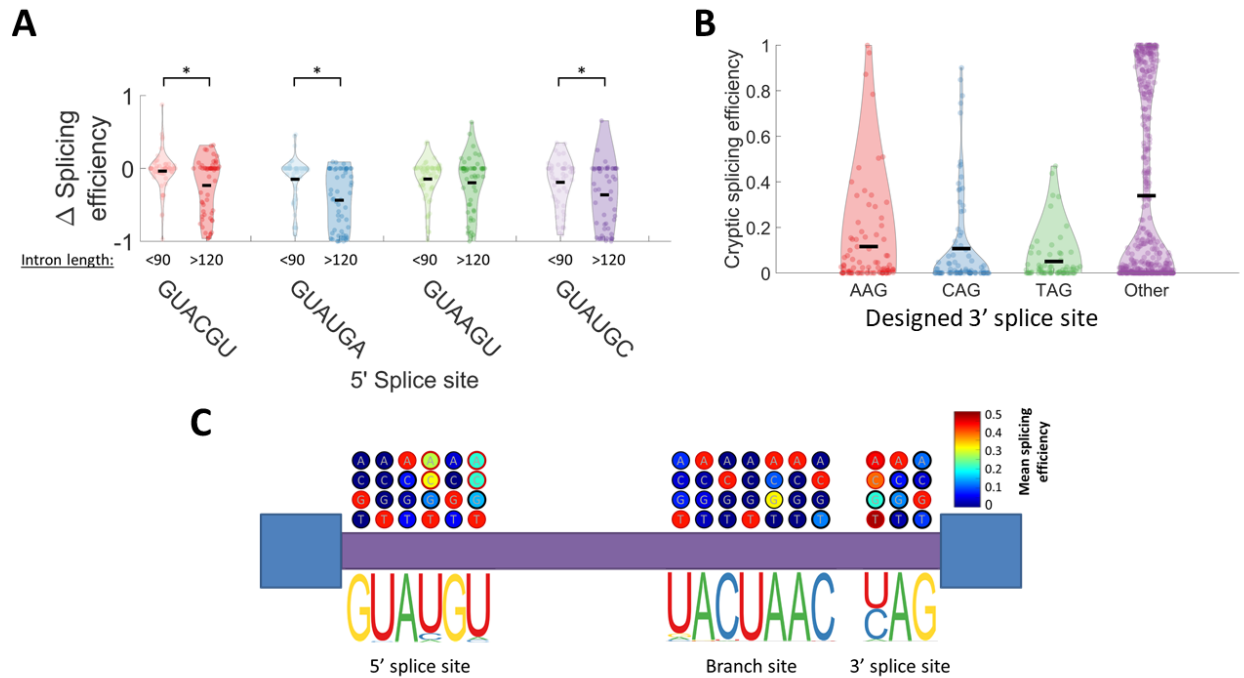 A
B
*
*
*
Δ Splicing
efficiency
1
0
-1
Intron length:
<90
>120
<90
>120
<90
>120
<90
>120
GUACGU
GUAUGA
GUAAGU
GUAUGC
5' Splice site
Cryptic splicing efficiency
1
0.8
0.6
0.4
0.2
0
AAG
CAG
TAG
Other
Designed 3' splice site
C
A A A A A A
C C C C C C
G G G G G G
T T T T T T
A A A A A A A
C C C C C C C
G G G G G G G
T T T T T T T
A A A
C C C
G G G
T T T
0.5
0.4
0.3
0.2
0.1
0
Mean splicing
efficiency
GUAUGU
UACUAAC
UAG
C
5' splice site
Branch site
3' splice site